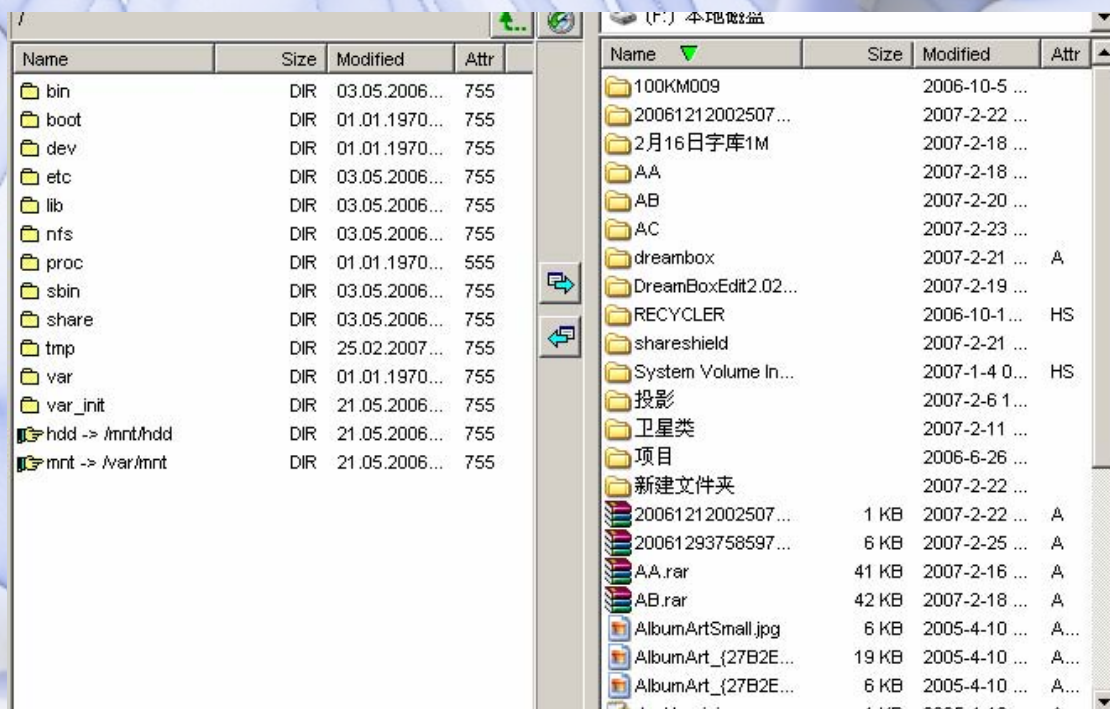 /
Name Size Modified Attr
bin DIR 03.05.2006... 755
boot DIR 01.01.1970... 755
dev DIR 01.01.1970... 755
etc DIR 03.05.2006... 755
lib DIR 03.05.2006... 755
nfs DIR 03.05.2006... 755
proc DIR 01.01.1970... 555
sbin DIR 03.05.2006... 755
share DIR 03.05.2006... 755
tmp DIR 25.02.2007... 755
var DIR 01.01.1970... 755
var_init DIR 21.05.2006... 755
hdd -> /mnt/hdd DIR 21.05.2006... 755
mnt -> /var/mnt DIR 21.05.2006... 755
(F:) 本地磁盘
Name Size Modified Attr
100KM009 2006-10-5 ...
20061212002507... 2007-2-22 ...
2月16日字库1M 2007-2-18 ...
AA 2007-2-18 ...
AB 2007-2-20 ...
AC 2007-2-23 ...
dreambox 2007-2-21 ... A
DreamBoxEdit2.02... 2007-2-19 ...
RECYCLER 2006-10-1... HS
shareshield 2007-2-21 ...
System Volume In... 2007-1-4 0... HS
投影 2007-2-6 1...
卫星类 2007-2-11 ...
项目 2006-6-26 ...
新建文件夹 2007-2-22 ...
20061212002507... 1 KB 2007-2-22 ... A
20061293758597... 6 KB 2007-2-25 ... A
AA.rar 41 KB 2007-2-16 ... A
AB.rar 42 KB 2007-2-18 ... A
AlbumArtSmall.jpg 6 KB 2005-4-10 ... A...
AlbumArt_{27B2E... 19 KB 2005-4-10 ... A...
AlbumArt_{27B2E... 6 KB 2005-4-10 ... A...